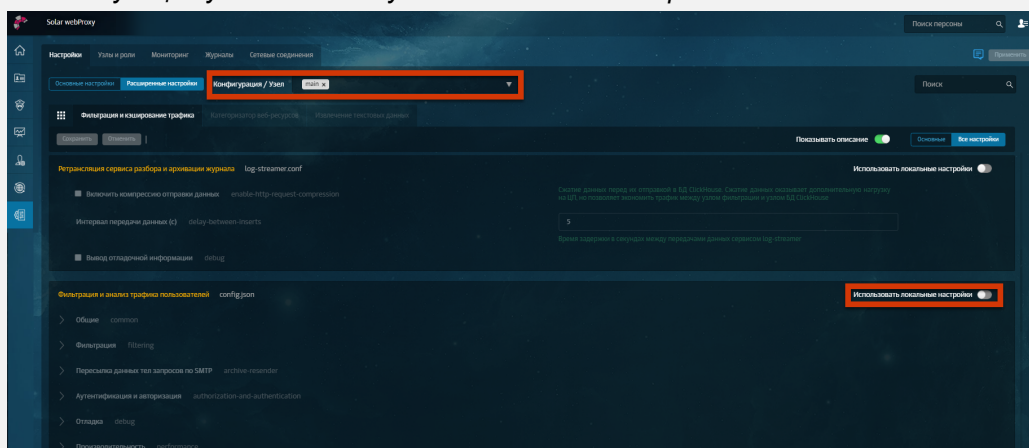 Solar webProxy
Поиск персоны
Настройки Узлы и роли Мониторинг Журналы Сетевые соединения
Применить
Основные настройки Расширенные настройки Конфигурация / Узел main x
Поиск
Фильтрация и кэширование трафика Категоризатор веб-ресурсов Извлечение текстовых данных
Сохранить Отменить
Показывать описание Основные Все настройки
Ретрансляция сервиса разбора и архивации журнала log-streamer.conf
Использовать локальные настройки
Включить компрессию отправки данных enable-http-request-compression
Сжатие данных перед их отправкой в БД ClickHouse. Сжатие данных оказывает дополнительную нагрузку
на ЦП, но позволяет экономить трафик между узлом фильтрации и узлом БД ClickHouse
Интервал передачи данных (с) delay-between-inserts
5
Время задержки в секундах между передачами данных сервисом log-streamer
Вывод отладочной информации debug
Фильтрация и анализ трафика пользователей config.json
Использовать локальные настройки
Общие common
Фильтрация filtering
Пересылка данных тел запросов по SMTP archive-resender
Аутентификация и авторизация authorization-and-authentication
Отладка debug
Производительность performance